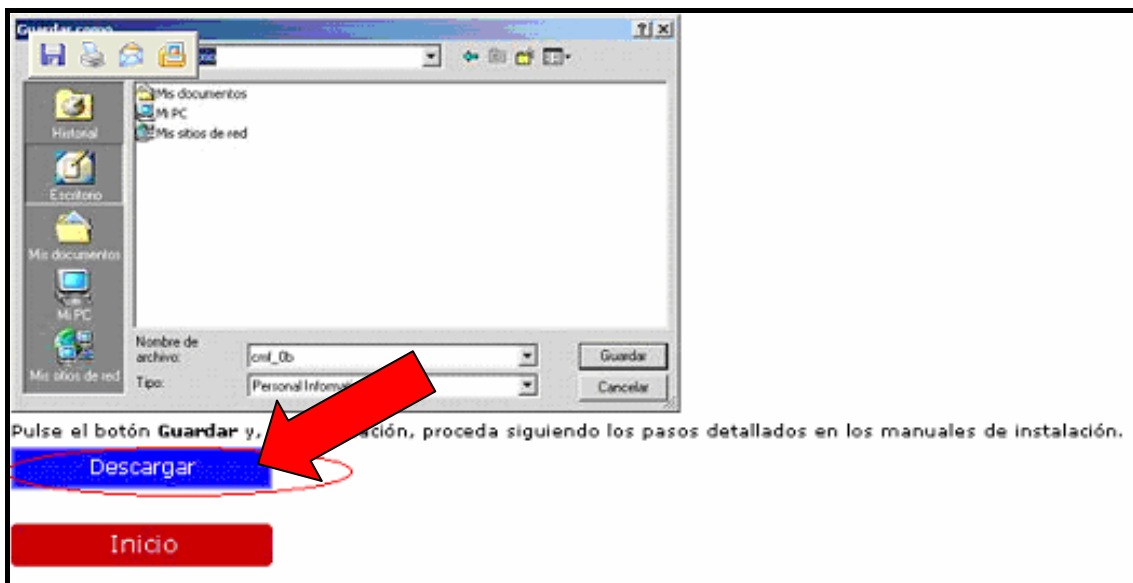 Guardar como
Mis documentos
Mi PC
Mis sitios de red
Historial
Escritorio
Mis documentos
Mi PC
Mis sitios de red
Nombre de
archivo:
cml_0b
Guardar
Tipo:
Personal
Cancelar
Pulse el botón Guardar y, ación, proceda siguiendo los pasos detallados en los manuales de instalación.
Descargar
Inicio